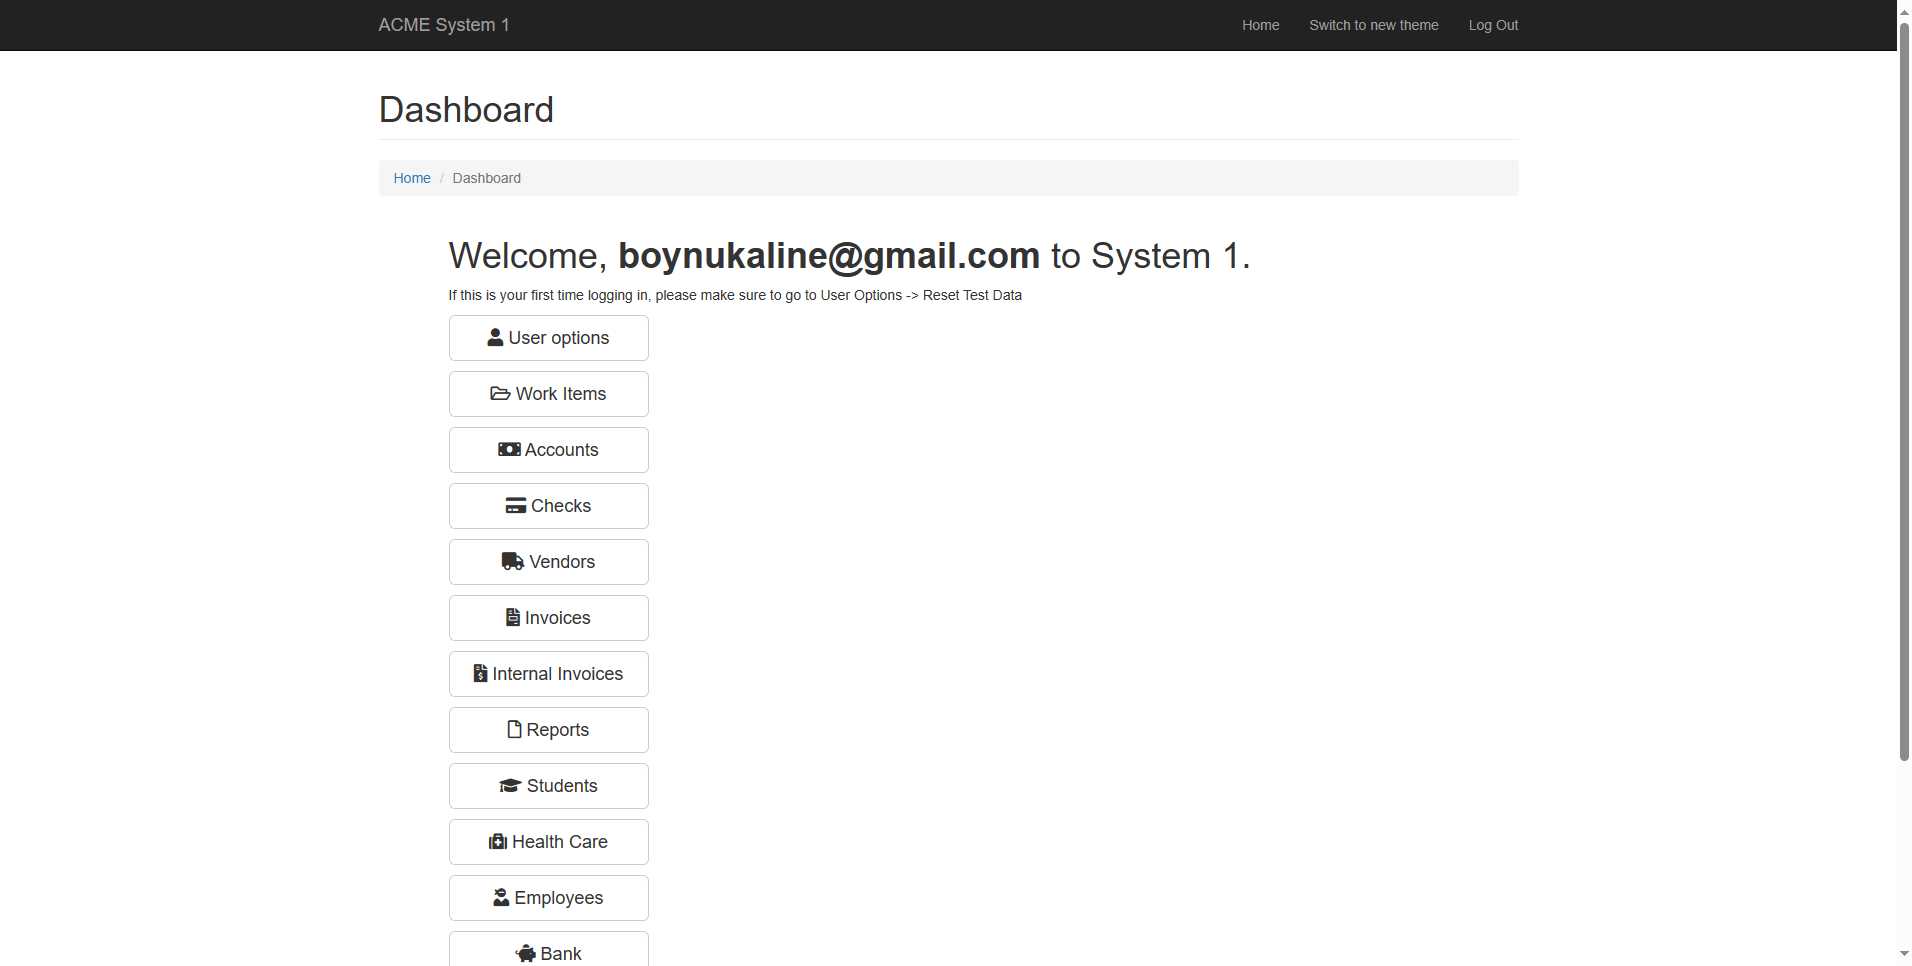 ACME System 1
Home
Switch to new theme
Log Out
Dashboard
Home / Dashboard
Welcome, boynukaline@gmail.com to System 1.
If this is your first time logging in, please make sure to go to User Options -> Reset Test Data
User options
Work Items
Accounts
Checks
Vendors
Invoices
Internal Invoices
Reports
Students
Health Care
Employees
Bank